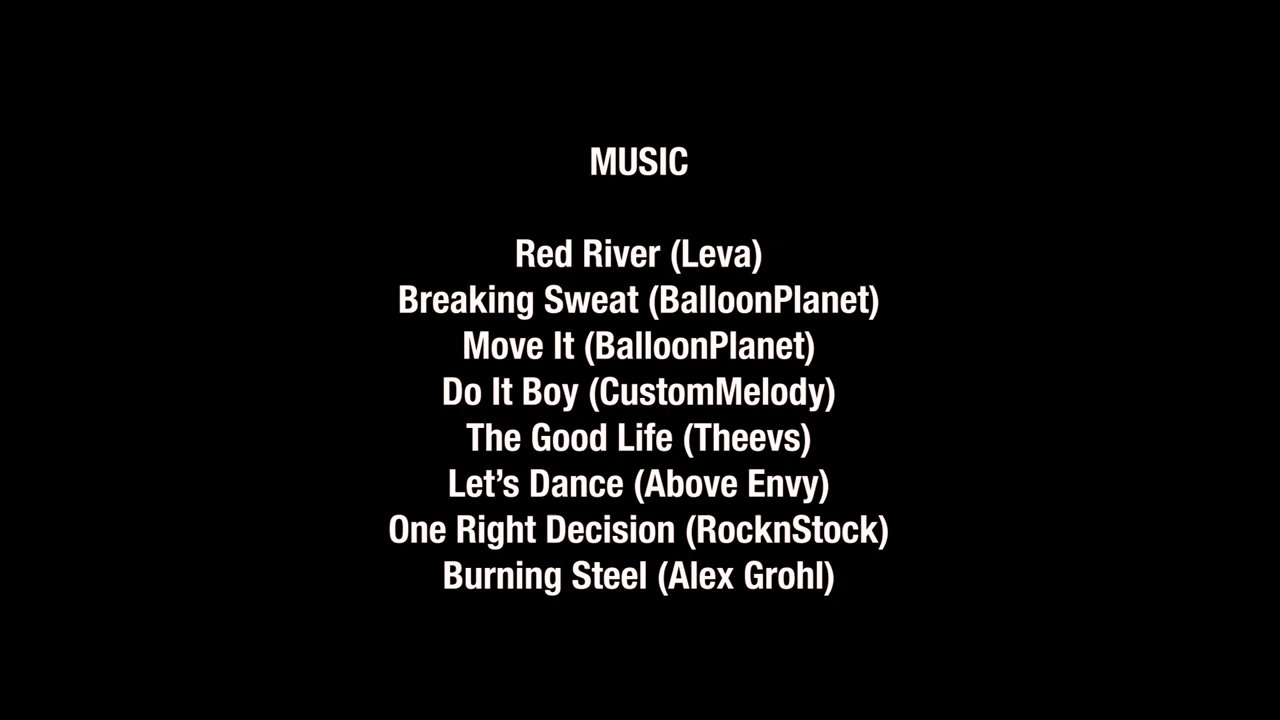 MUSIC
Red River (Leva)
Breaking Sweat (BalloonPlanet)
Move It (BalloonPlanet)
Do It Boy (CustomMelody)
The Good Life (Theevs)
Let’s Dance (Above Envy)
One Right Decision (RocknStock)
Burning Steel (Alex Grohl)